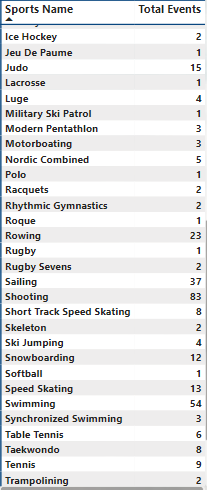 Sports Name Total Events
Ice Hockey 2
Jeu De Paume 1
Judo 15
Lacrosse 1
Luge 4
Military Ski Patrol 1
Modern Pentathlon 3
Motorboating 3
Nordic Combined 5
Polo 1
Racquets 2
Rhythmic Gymnastics 2
Roque 1
Rowing 23
Rugby 1
Rugby Sevens 2
Sailing 37
Shooting 83
Short Track Speed Skating 8
Skeleton 2
Ski Jumping 4
Snowboarding 12
Softball 1
Speed Skating 13
Swimming 54
Synchronized Swimming 3
Table Tennis 6
Taekwondo 8
Tennis 9
Trampolining 2